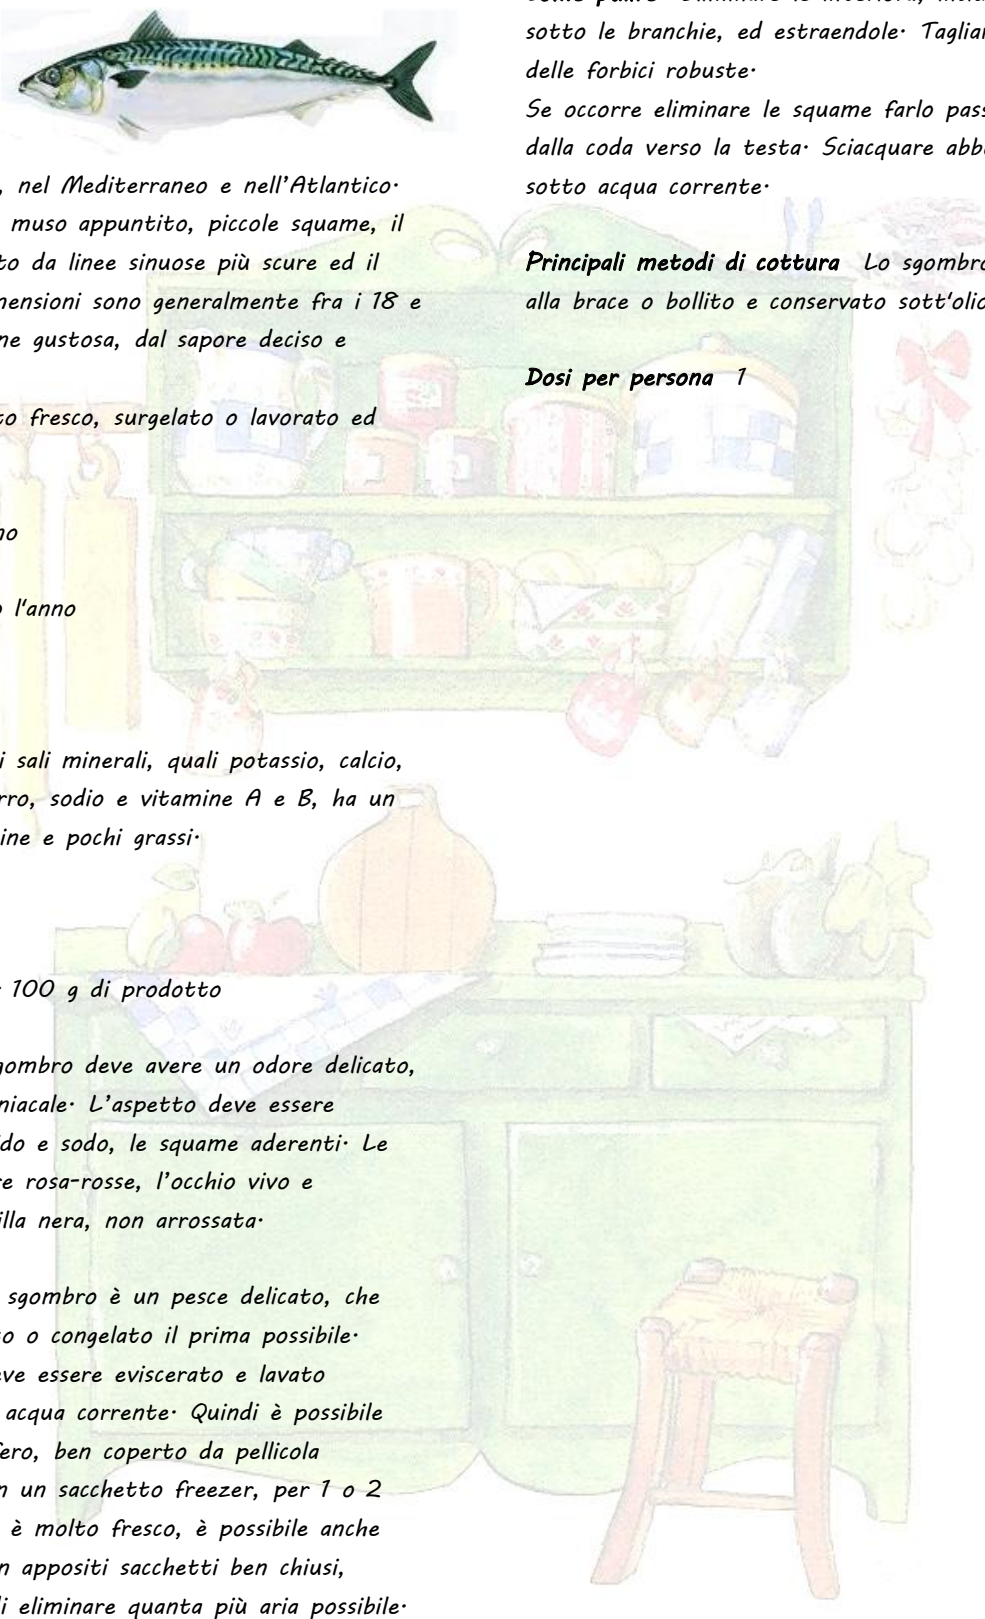 , nel Mediterraneo e nell’Atlantico.
muso appuntito, piccole squame, il
to da linee sinuose più scure ed il
mensioni sono generalmente fra i 18 e
ne gustosa, dal sapore deciso e
to fresco, surgelato o lavorato ed
no
o l'anno
i sali minerali, quali potassio, calcio,
rro, sodio e vitamine A e B, ha un
ine e pochi grassi.
100 g di prodotto
gombro deve avere un odore delicato,
niacale. L’aspetto deve essere
do e sodo, le squame aderenti. Le
re rosa-rosse, l’occhio vivo e
illa nera, non arrossata.
sgombro è un pesce delicato, che
o o congelato il prima possibile.
eve essere eviscerato e lavato
acqua corrente. Quindi è possibile
fero, ben coperto da pellicola
n un sacchetto freezer, per 1 o 2
è molto fresco, è possibile anche
n appositi sacchetti ben chiusi,
li eliminare quanta più aria possibile.
sotto le branchie, ed estraendole. Tagliar
delle forbici robuste.
Se occorre eliminare le squame farlo pass
dalla coda verso la testa. Sciacquare abb
sotto acqua corrente.
Principali metodi di cottura Lo sgombro
alla brace o bollito e conservato sott'olio
Dosi per persona 1